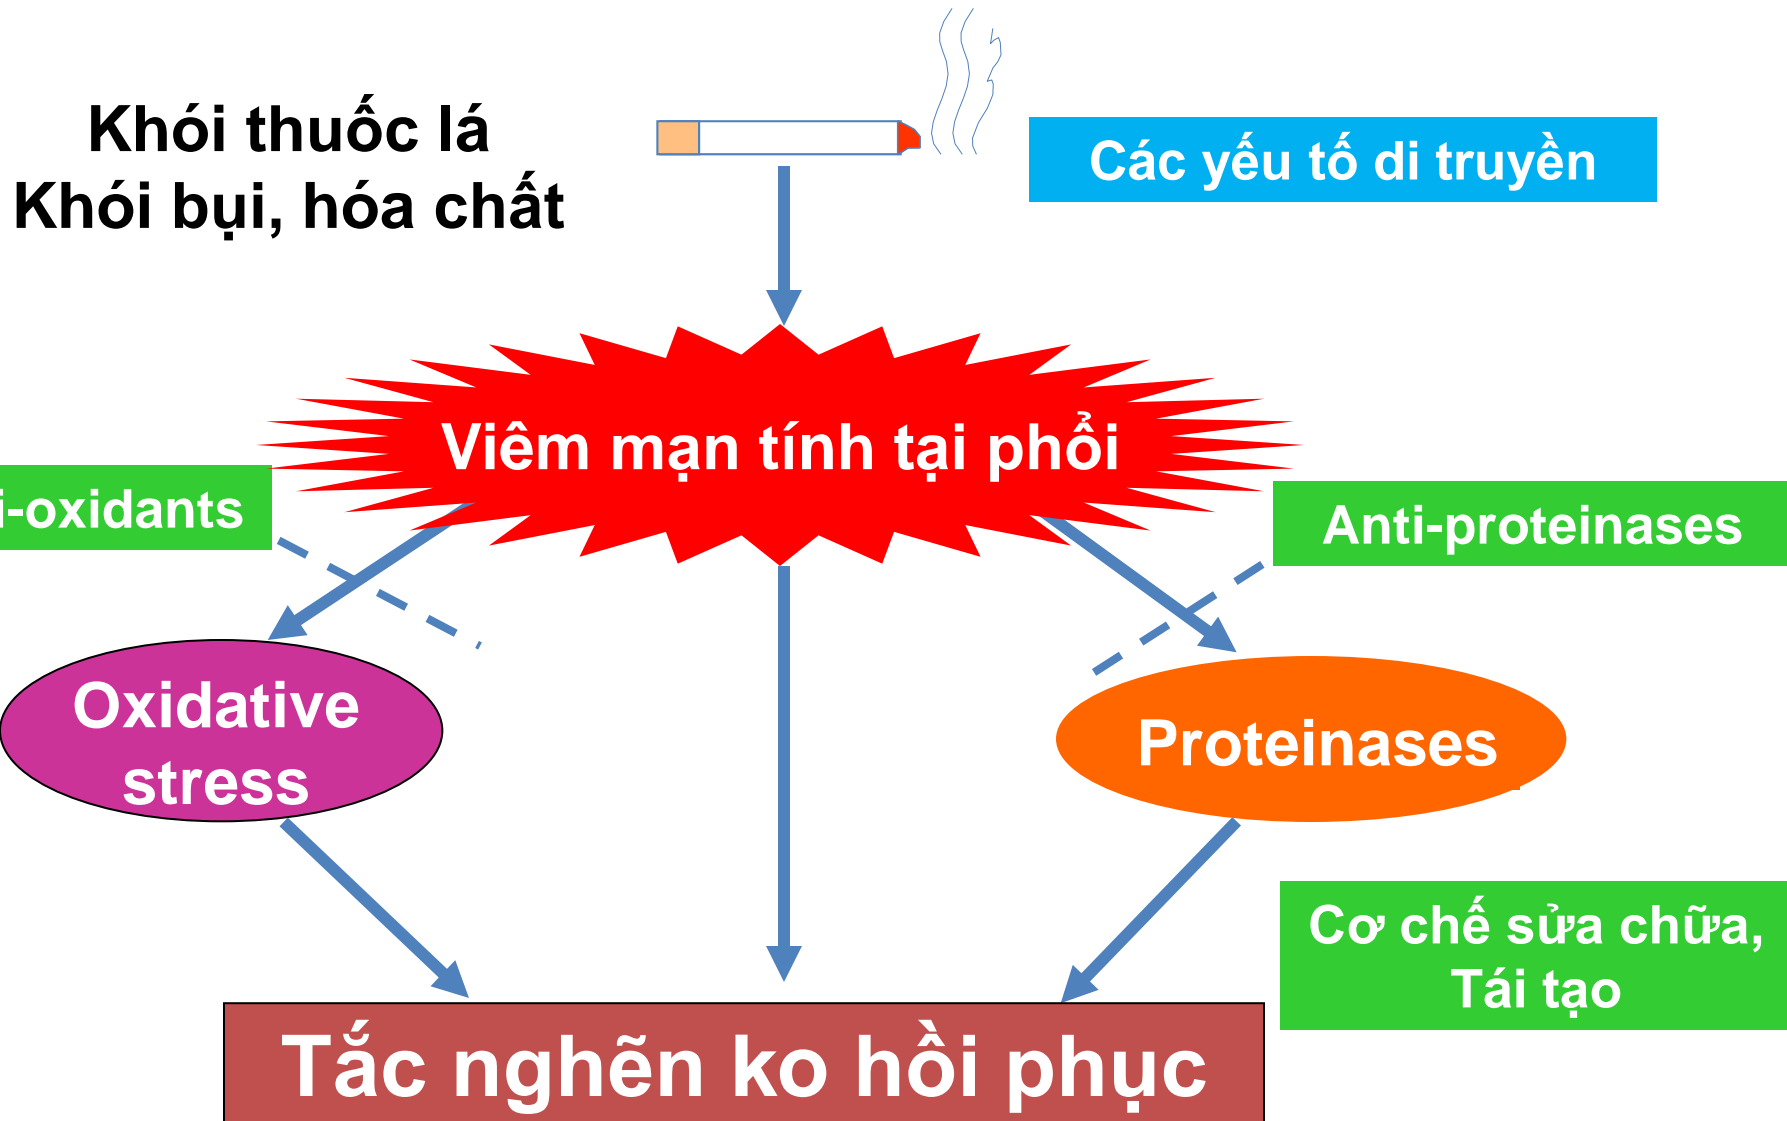 Khói thuốc lá
Khói bụi, hóa chất
Các yếu tố di truyền
Viêm mạn tính tại phổi
i-oxidants
Anti-proteinases
Oxidative
stress
Proteinases
Cơ chế sửa chữa,
Tái tạo
Tắc nghẽn ko hồi phục